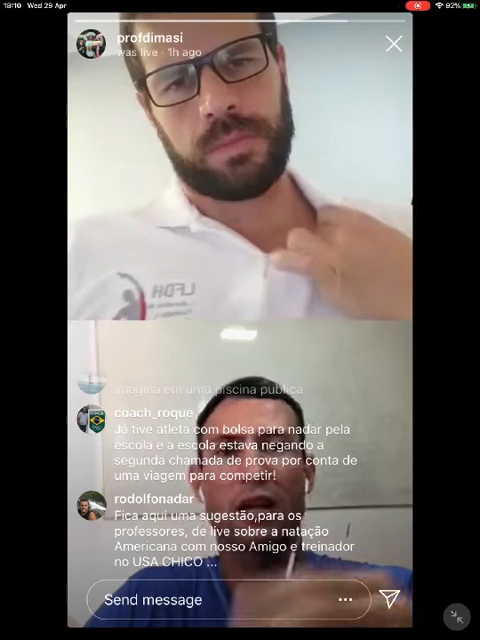 18:10 Wed 29 Apr
92%
profdimasi
was live · 1h ago
LFDH
imagina em uma piscina publica
coach_roque
Já tive atleta com bolsa para nadar pela
escola e a escola estava negando a
segunda chamada de prova por conta de
uma viagem para competir!
rodolfonadar
Fica aqui uma sugestão,para os
professores, de live sobre a natação
Americana com nosso Amigo e treinador
no USA CHICO ...
Send message